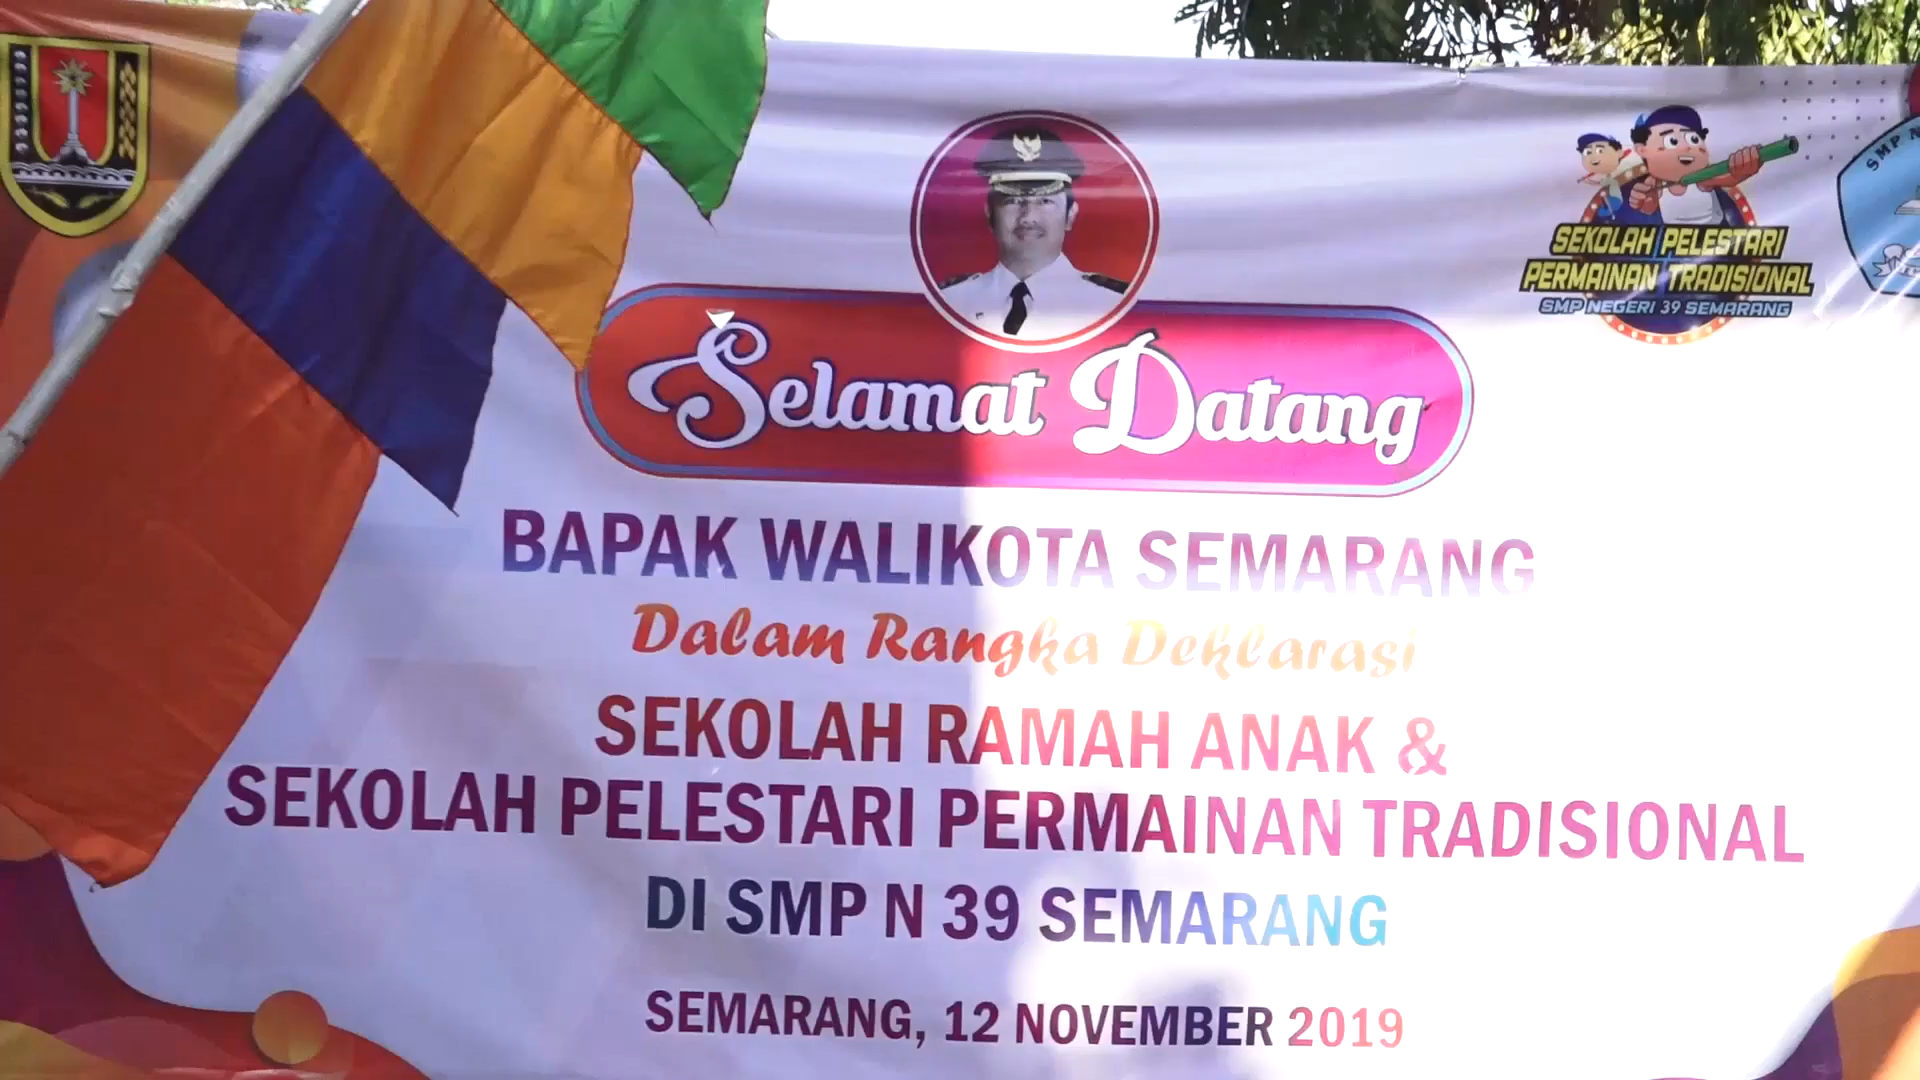 SEKOLAH PELESTARI
PERMAINAN TRADISIONAL
SMP NEGERI 39 SEMARANG
SMP N
Selamat Datang
BAPAK WALIKOTA SEMARANG
Dalam Rangka Deklarasi
SEKOLAH RAMAH ANAK &
SEKOLAH PELESTARI PERMAINAN TRADISIONAL
DI SMP N 39 SEMARANG
SEMARANG, 12 NOVEMBER 2019